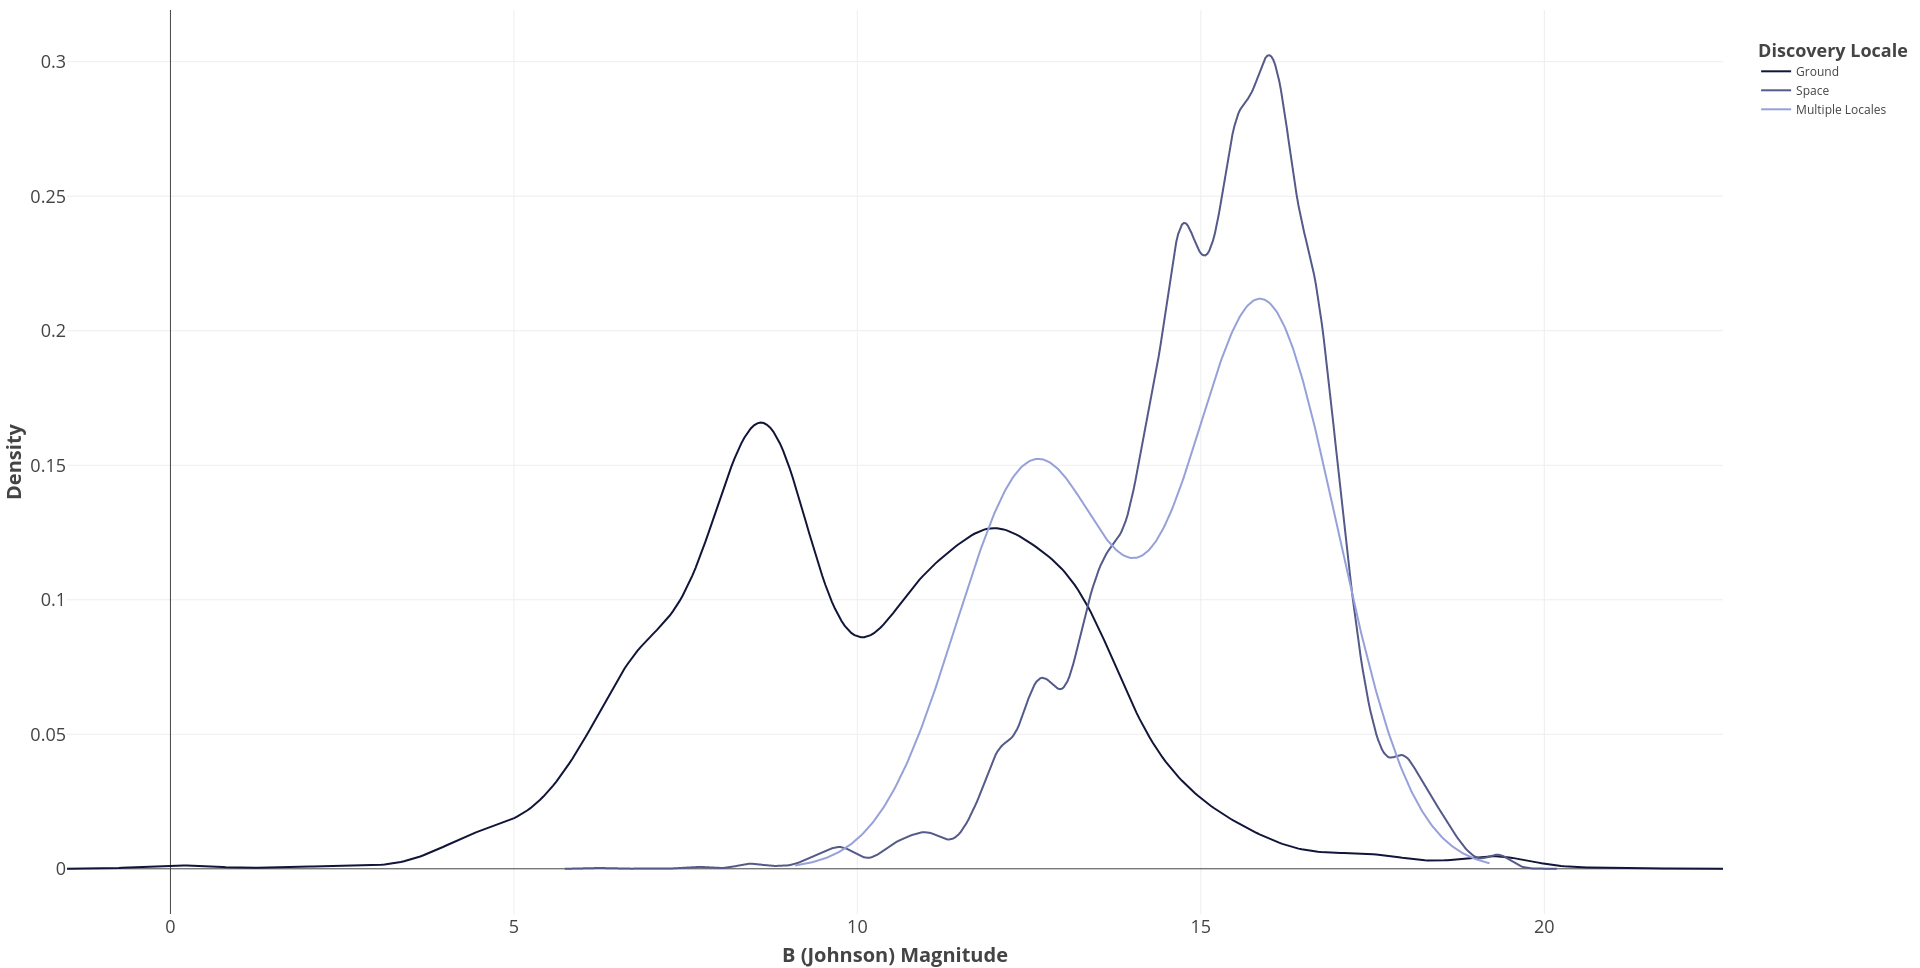 0.3
0.25
0.2
0.15
0.1
0.05
0
Density
0 5 10 15 20
B (Johnson) Magnitude
Discovery Locale
Ground
Space
Multiple Locales